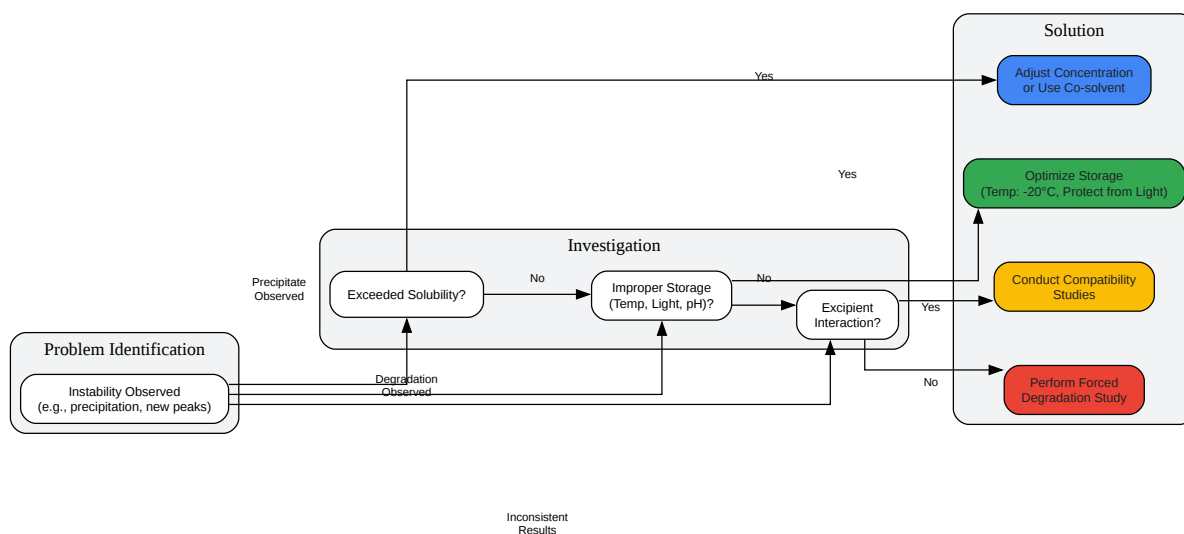 Solution
Adjust Concentration
or Use Co-solvent
Yes
Yes
Optimize Storage
(Temp: -20°C, Protect from Light)
Investigation
Exceeded Solubility?
No
Improper Storage
(Temp, Light, pH)?
No
Excipient
Interaction?
Yes
Conduct Compatibility
Studies
Precipitate
Observed
Problem Identification
Instability Observed
(e.g., precipitation, new peaks)
Degradation
Observed
No
Perform Forced
Degradation Study
Inconsistent
Results